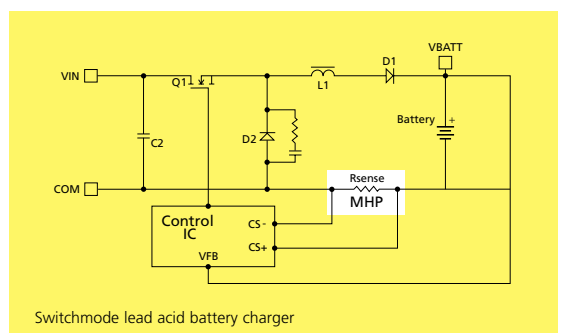 VBATT
D1
VIN
Q1
L1
Battery +
C2
D2
Rsense
COM
MHP
Control
IC
CS -
CS+
VFB
Switchmode lead acid battery charger